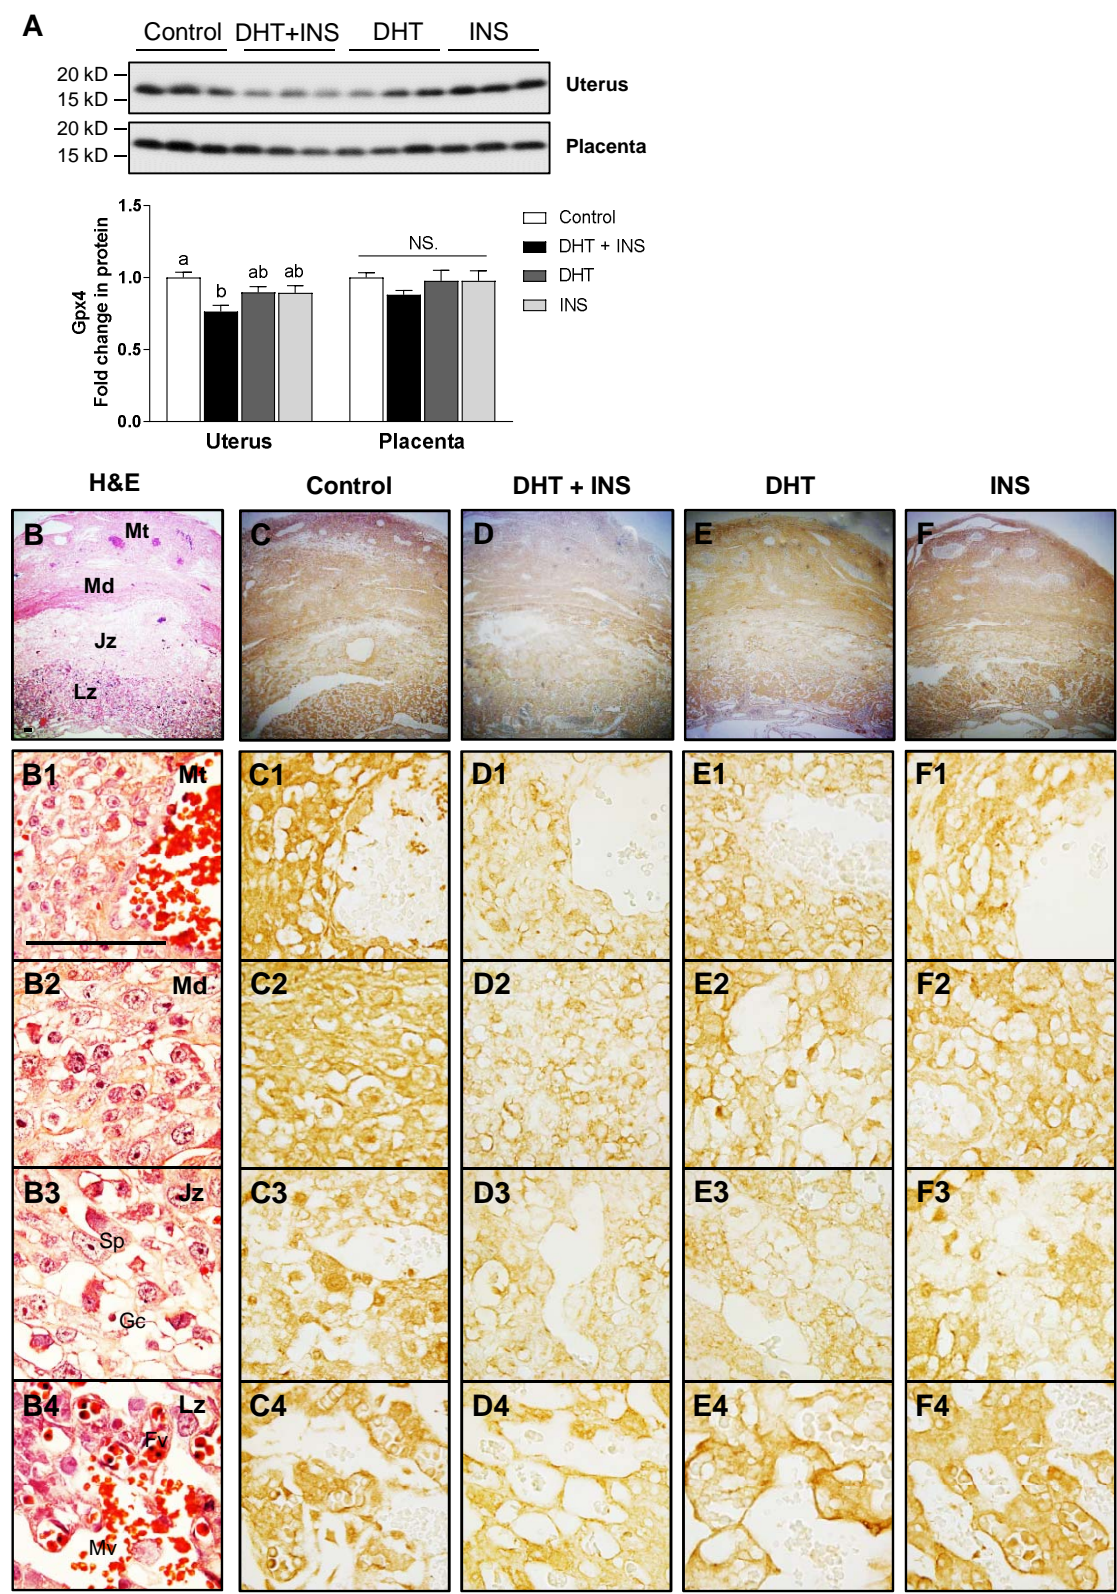 A
Control DHT+INS DHT INS
20 kD
15 kD
Uterus
20 kD
15 kD
Placenta
Gpx4
Fold change in protein
1.5
1.0
0.5
0.0
a
b
ab
ab
NS.
Uterus
Placenta
Control
DHT + INS
DHT
INS
H&E
Control
DHT + INS
DHT
INS
B
Mt
Md
Jz
Lz
C
D
E
F
B1
Mt
C1
D1
E1
F1
B2
Md
C2
D2
E2
F2
B3
Jz
Sp
Gc
C3
D3
E3
F3
B4
Lz
Fv
Mv
C4
D4
E4
F4